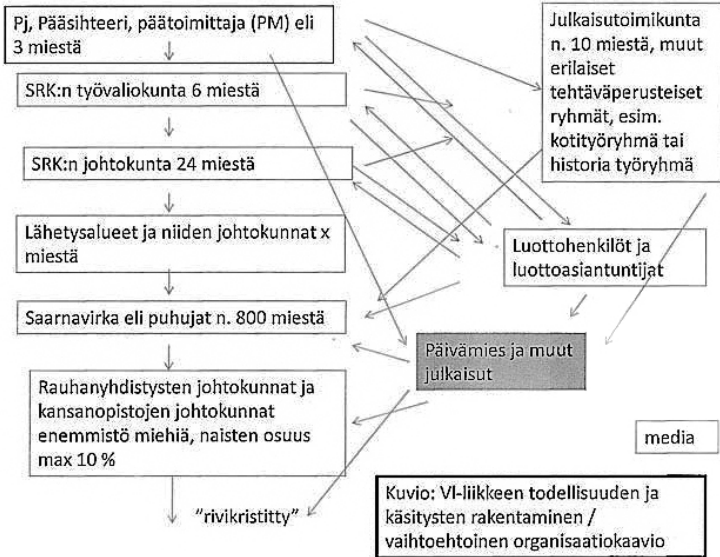 Pj, Pääsihteeri, päätoimittaja (PM) eli
3 miestä
SRK:n työvaliokunta 6 miestä
SRK:n johtokunta 24 miestä
Lähetysalueet ja niiden johtokunnat x
miestä
Saarnavirka eli puhujat n. 800 miestä
Rauhanyhdistysten johtokunnat ja
kansanopistojen johtokunnat
enemmistö miehiä, naisten osuus
max 10 %
"rivikristitty"
Julkaisutoimikunta
n. 10 miestä, muut
erilaiset
tehtäväperusteiset
ryhmät, esim.
kotityöryhmä tai
historia työryhmä
Luottohenkilöt ja
luottoasiantuntijat
Päivämies ja muut
julkaisut
media
Kuvio: Vl-liikkeen todellisuuden ja
käsitysten rakentaminen /
vaihtoehtoinen organisaatiokaavio